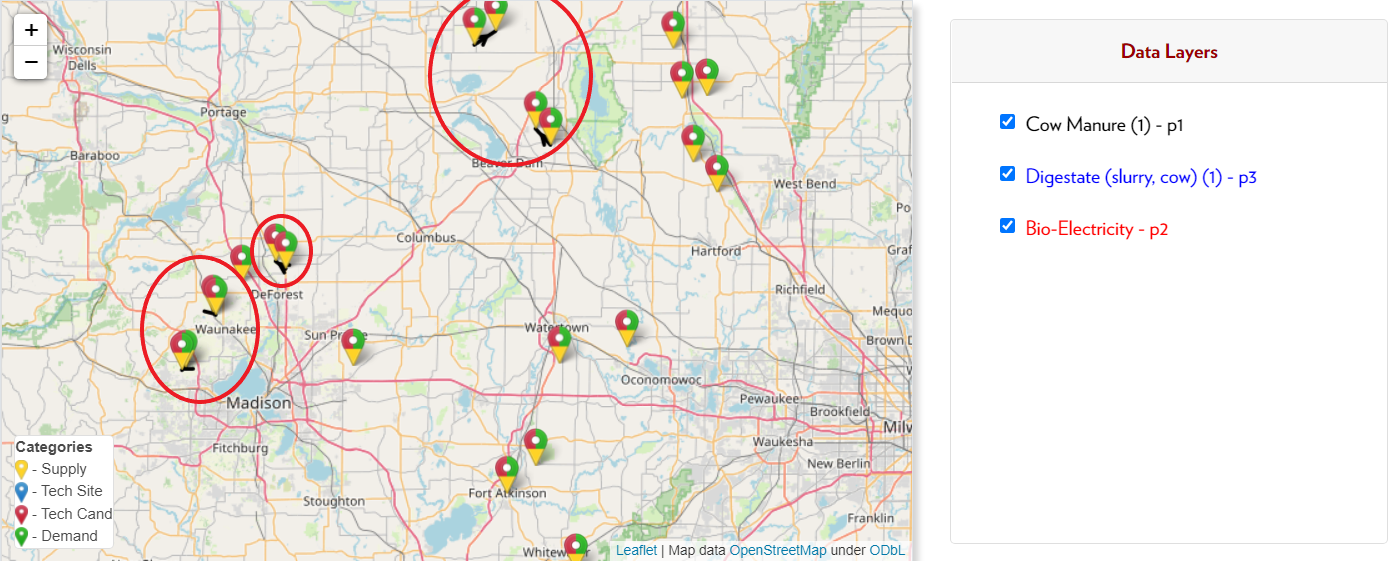 +
−
Wisconsin
Dells
Portage
Baraboo
Beaver Dam
West Bend
Columbus
Hartford
DeForest
Richfield
Waunakee
Sun Prairie
Watertown
Oconomowoc
Pewaukee
Brookfield
Madison
Waukesha
Fitchburg
New Berlin
Fort Atkinson
Stoughton
Franklin
Whitewater
Po
Graf
Mequo
Brown D
Milw
g
Categories
- Supply
- Tech Site
- Tech Cand
- Demand
Leaflet | Map data OpenStreetMap under ODbL
Data Layers
Cow Manure (1) - p1
Digestate (slurry, cow) (1) - p3
Bio-Electricity - p2